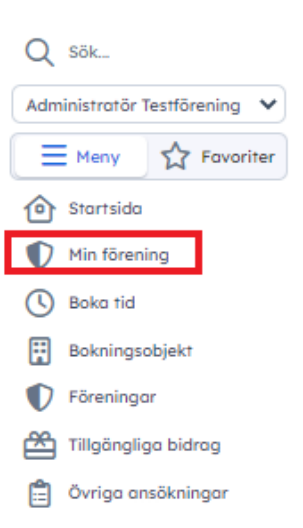 Sök...
Administratör Testförening
Meny Favoriter
Startsida
Min förening
Boka tid
Bokningsobjekt
Föreningar
Tillgängliga bidrag
Övriga ansökningar